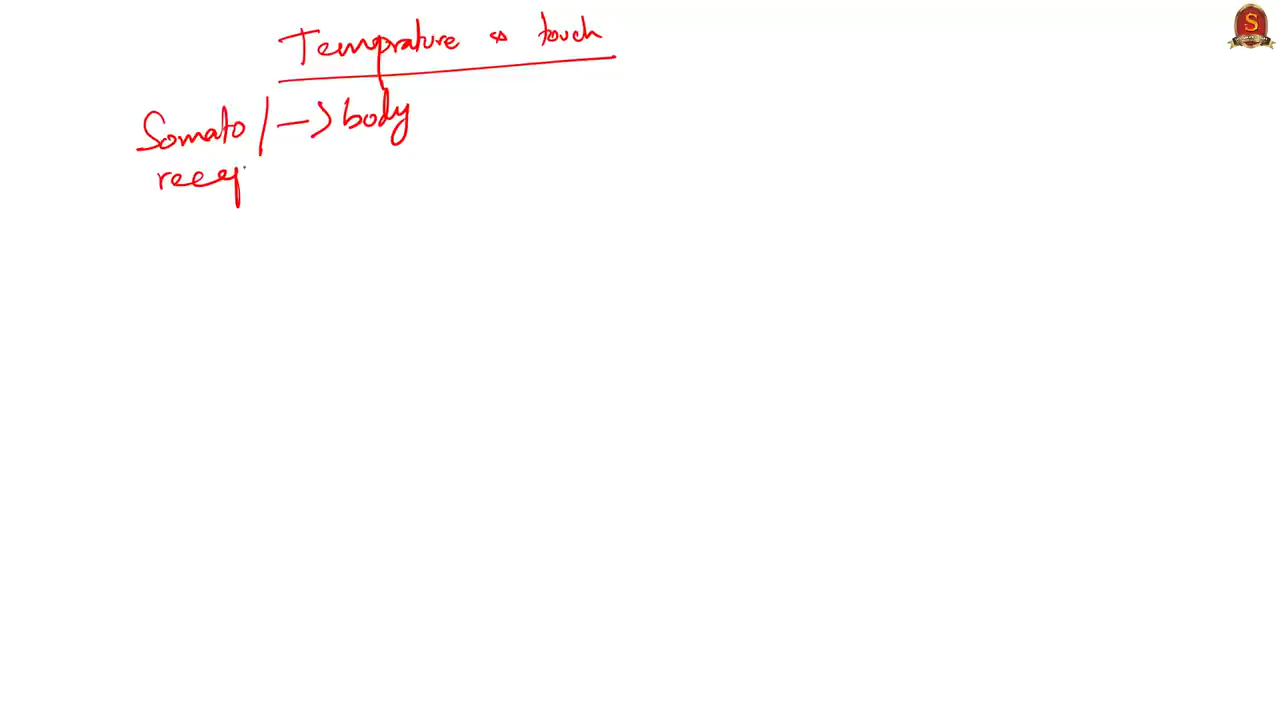 Temprature & touch
Somato | -> body
recep
S